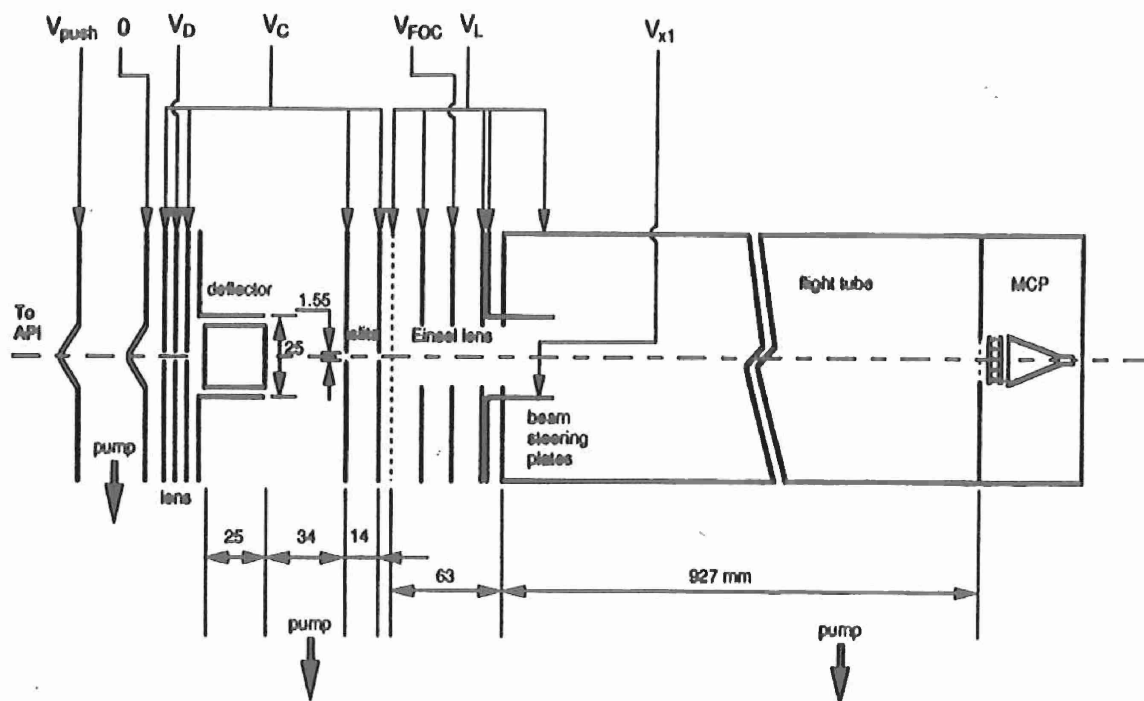 Vpush 0 VD VC VFOC VL Vx1
deflector
1.55
flight tube
MCP
To
API
slits
Einsel lens
25
beam
steering
plates
pump
lens
25 34 14
63
927 mm
pump
pump